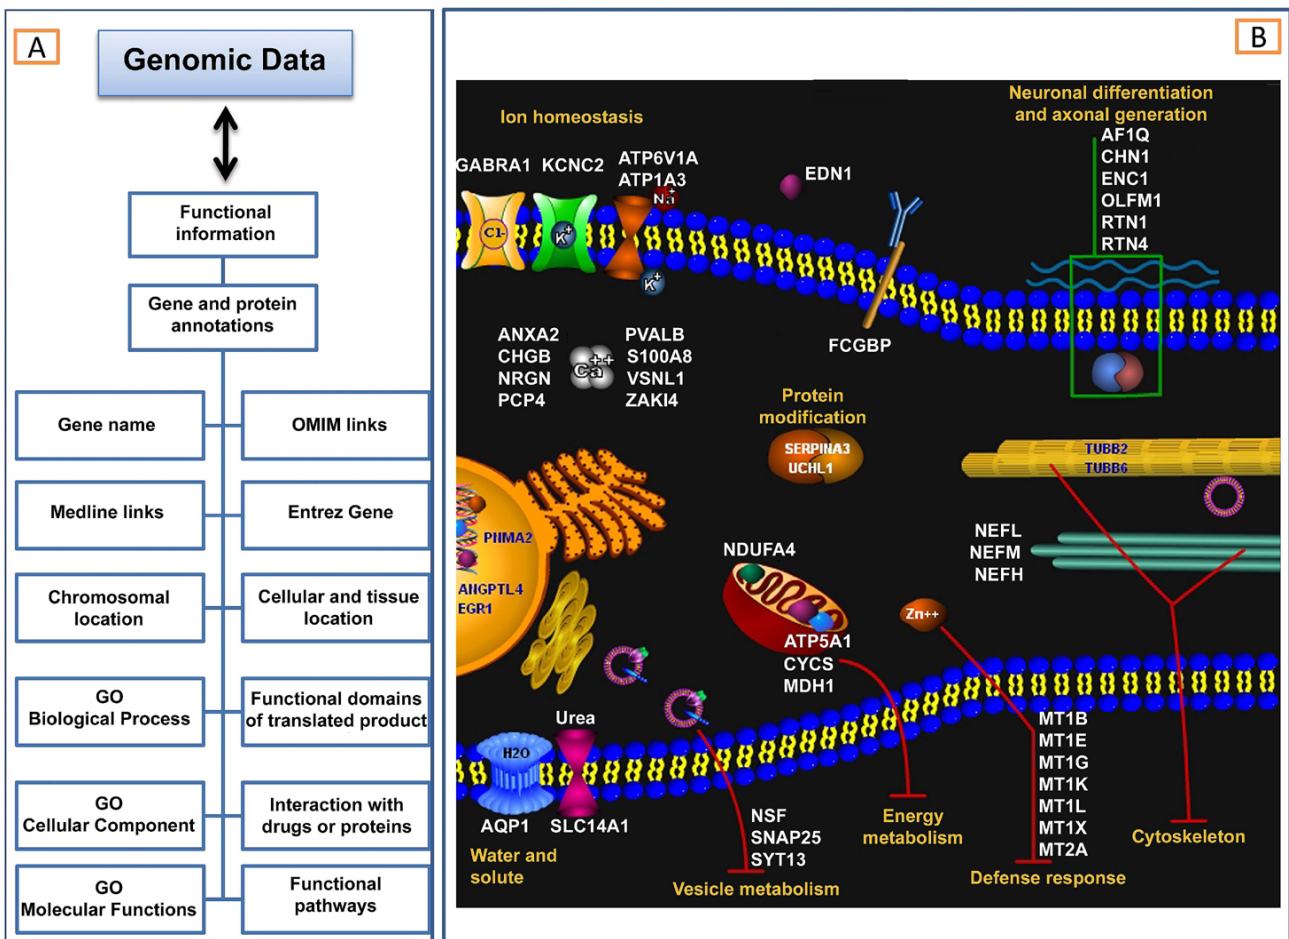 A
Genomic Data
Functional
information
Gene and protein
annotations
Gene name
OMIM links
Medline links
Entrez Gene
Chromosomal
location
Cellular and tissue
location
GO
Biological Process
Functional domains
of translated product
GO
Cellular Component
Interaction with
drugs or proteins
GO
Molecular Functions
Functional
pathways
B
Ion homeostasis
GABRA1
KCNC2
ATP6V1A
ATP1A3
Na+
Cl-
K+
K+
EDN1
FCGBP
Neuronal differentiation
and axonal generation
AF1Q
CHN1
ENC1
OLFM1
RTN1
RTN4
ANXA2
CHGB
NRGN
PCP4
Ca++
PVALB
S100A8
VSNL1
ZAKI4
Protein
modification
SERPINA3
UCHL1
TUBB2
TUBB6
NEFL
NEFM
NEFH
PNMA2
ANGPTL4
EGR1
NDUFA4
ATP5A1
CYCS
MDH1
Zn++
Urea
H2O
AQP1
SLC14A1
Water and
solute
NSF
SNAP25
SYT13
Vesicle metabolism
Energy
metabolism
MT1B
MT1E
MT1G
MT1K
MT1L
MT1X
MT2A
Defense response
Cytoskeleton